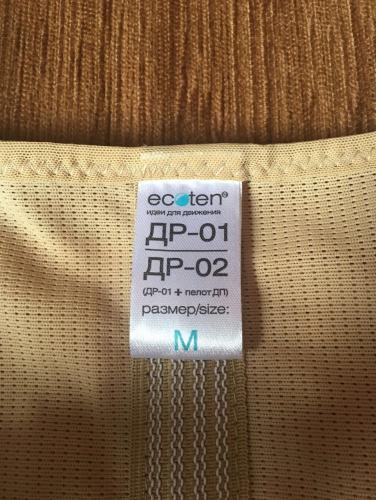 ecoten®
идеи для движения
ДР-01
ДР-02
(ДР-01 + пелот ДП)
размер/size:
M